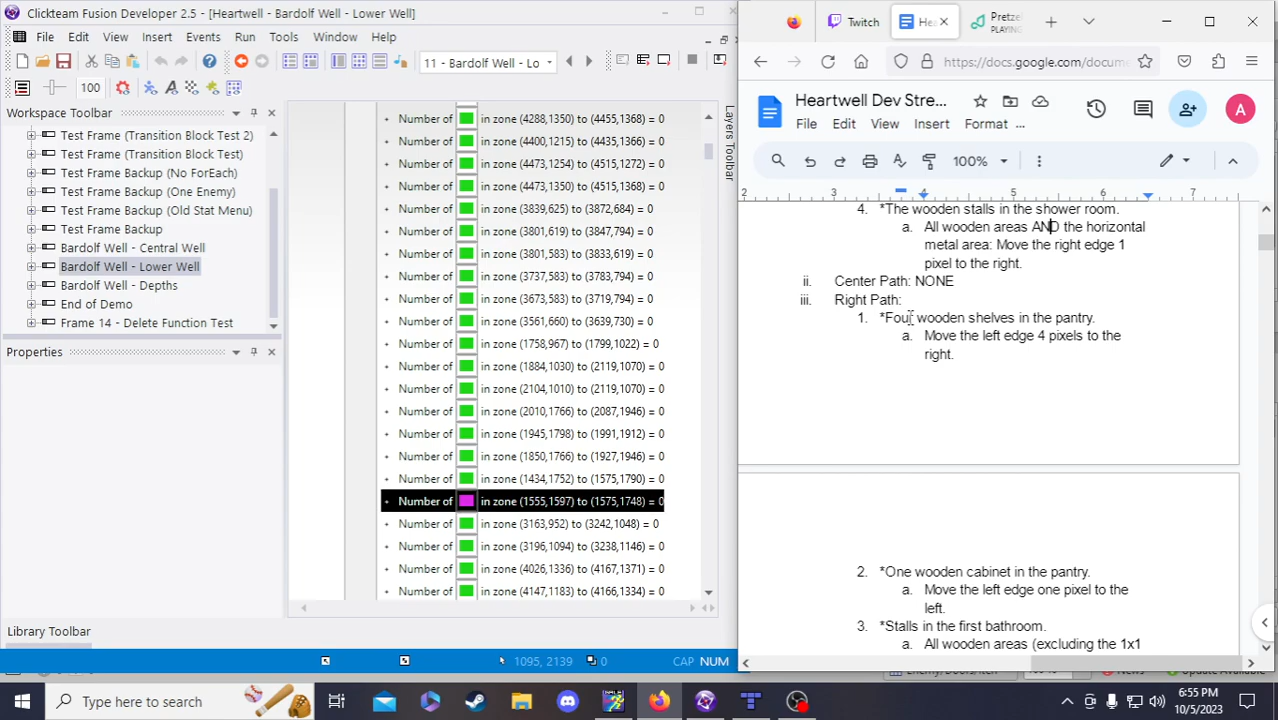 Clickteam Fusion Developer 2.5 - [Heartwell - Bardolf Well - Lower Well]
File Edit View Insert Events Run Tools Window Help
11 - Bardolf Well - Lo
100
Workspace Toolbar
Test Frame (Transition Block Test 2)
Test Frame (Transition Block Test)
Test Frame Backup (No ForEach)
Test Frame Backup (One Enemy)
Test Frame Backup (Old Stat Menu)
Test Frame Backup
Bardolf Well - Central Well
Bardolf Well - Lower Well
Bardolf Well - Depths
End of Demo
Frame 14 - Delete Function Test
Properties
Library Toolbar
Number of in zone (4236,1350) to (4455,1368) = 0
Number of in zone (4400,1215) to (4435,1366) = 0
Number of in zone (4473,1254) to (4515,1272) = 0
Number of in zone (4473,1350) to (4515,1368) = 0
Number of in zone (3839,625) to (3872,684) = 0
Number of in zone (3801,619) to (3847,794) = 0
Number of in zone (3801,583) to (3833,619) = 0
Number of in zone (3737,583) to (3783,794) = 0
Number of in zone (3673,583) to (3719,794) = 0
Number of in zone (3561,660) to (3639,730) = 0
Number of in zone (1758,967) to (1799,1022) = 0
Number of in zone (1884,1030) to (2119,1070) = 0
Number of in zone (2104,1010) to (2119,1070) = 0
Number of in zone (2010,1766) to (2087,1946) = 0
Number of in zone (1945,1798) to (1991,1912) = 0
Number of in zone (1850,1766) to (1927,1946) = 0
Number of in zone (1434,1752) to (1575,1790) = 0
Number of in zone (1555,1597) to (1575,1748) = 0
Number of in zone (3163,952) to (3242,1048) = 0
Number of in zone (3196,1094) to (3238,1146) = 0
Number of in zone (4026,1336) to (4167,1371) = 0
Number of in zone (4147,1183) to (4166,1334) = 0
Layers Toolbar
1095, 2139
0
CAP NUM
Twitch
He
Pretzel
PLAYING
https://docs.google.com/docume
Heartwell Dev Stre...
A
File Edit View Insert Format ...
100%
3 4 5 6 7
4. *The wooden stalls in the shower room.
a. All wooden areas AND the horizontal
metal area: Move the right edge 1
pixel to the right.
ii. Center Path: NONE
iii. Right Path:
1. *Four wooden shelves in the pantry.
a. Move the left edge 4 pixels to the
right.
2. *One wooden cabinet in the pantry.
a. Move the left edge one pixel to the
left.
3. *Stalls in the first bathroom.
a. All wooden areas (excluding the 1x1
Type here to search
6:55 PM
10/5/2023